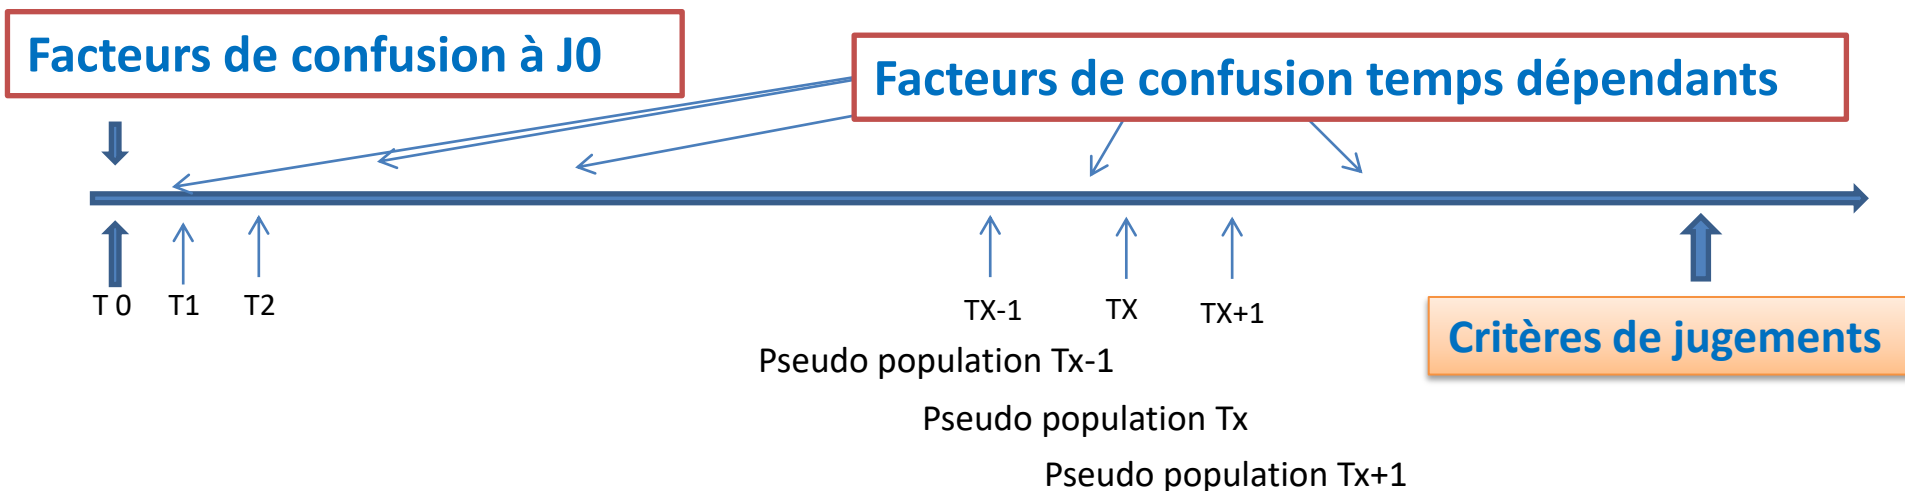 Facteurs de confusion à J0
Facteurs de confusion temps dépendants
T 0 T1 T2 TX-1 TX TX+1
Critères de jugements
Pseudo population Tx-1
Pseudo population Tx
Pseudo population Tx+1